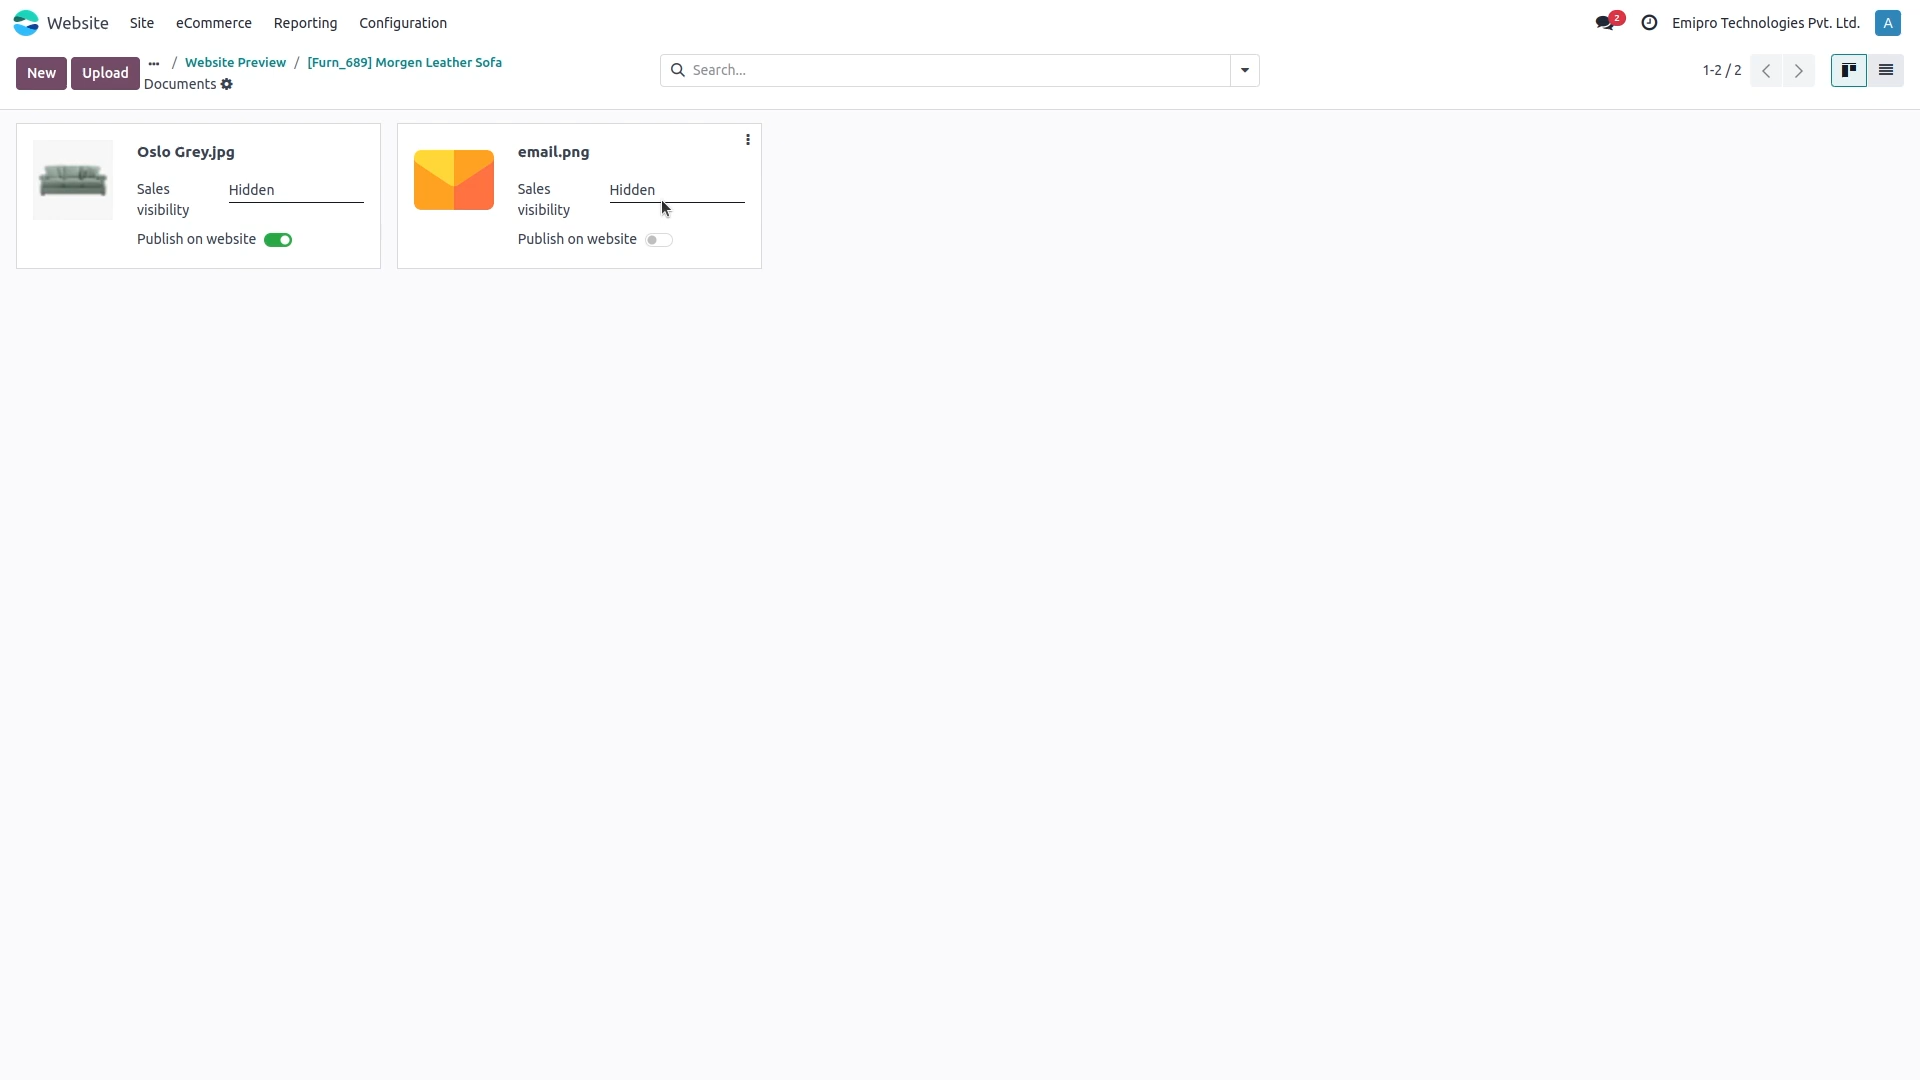 Website Site eCommerce Reporting Configuration 2 Emipro Technologies Pvt. Ltd. A
New Upload ... / Website Preview / [Furn_689] Morgen Leather Sofa
Documents
Search...
1-2 / 2
Oslo Grey.jpg
Sales visibility
Hidden
Publish on website
email.png
Sales visibility
Hidden
Publish on website